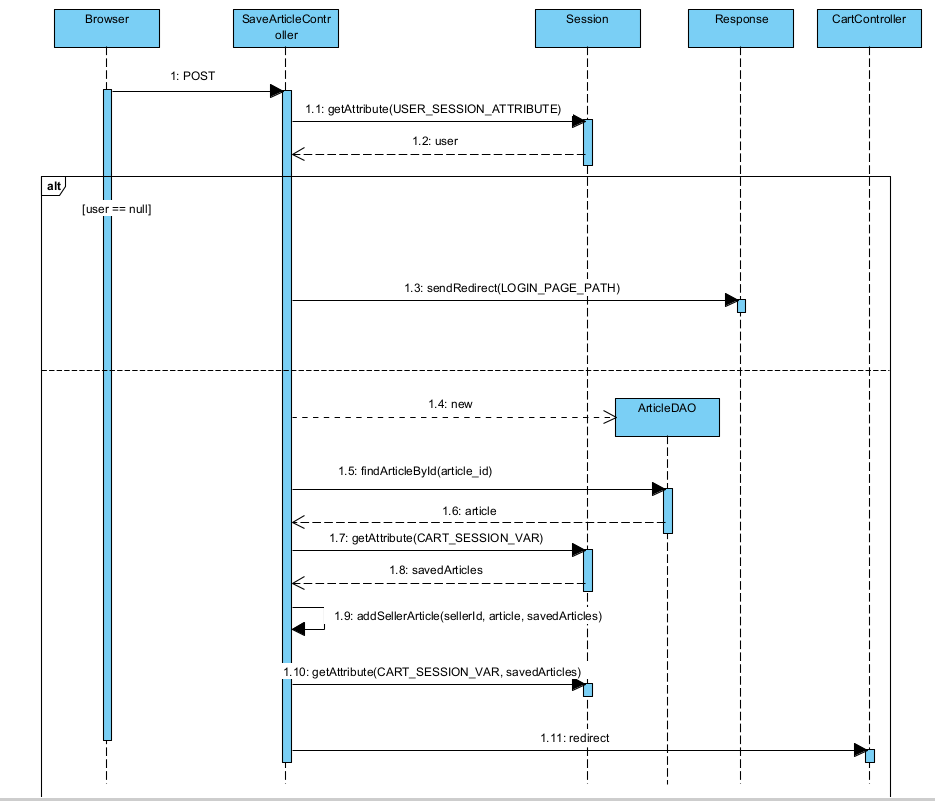 Browser
SaveArticleContr
oller
Session
Response
CartController
1: POST
1.1: getAttribute(USER_SESSION_ATTRIBUTE)
1.2: user
alt
[user == null]
1.3: sendRedirect(LOGIN_PAGE_PATH)
1.4: new
ArticleDAO
1.5: findArticleById(article_id)
1.6: article
1.7: getAttribute(CART_SESSION_VAR)
1.8: savedArticles
1.9: addSellerArticle(sellerId, article, savedArticles)
1.10: getAttribute(CART_SESSION_VAR, savedArticles)
1.11: redirect